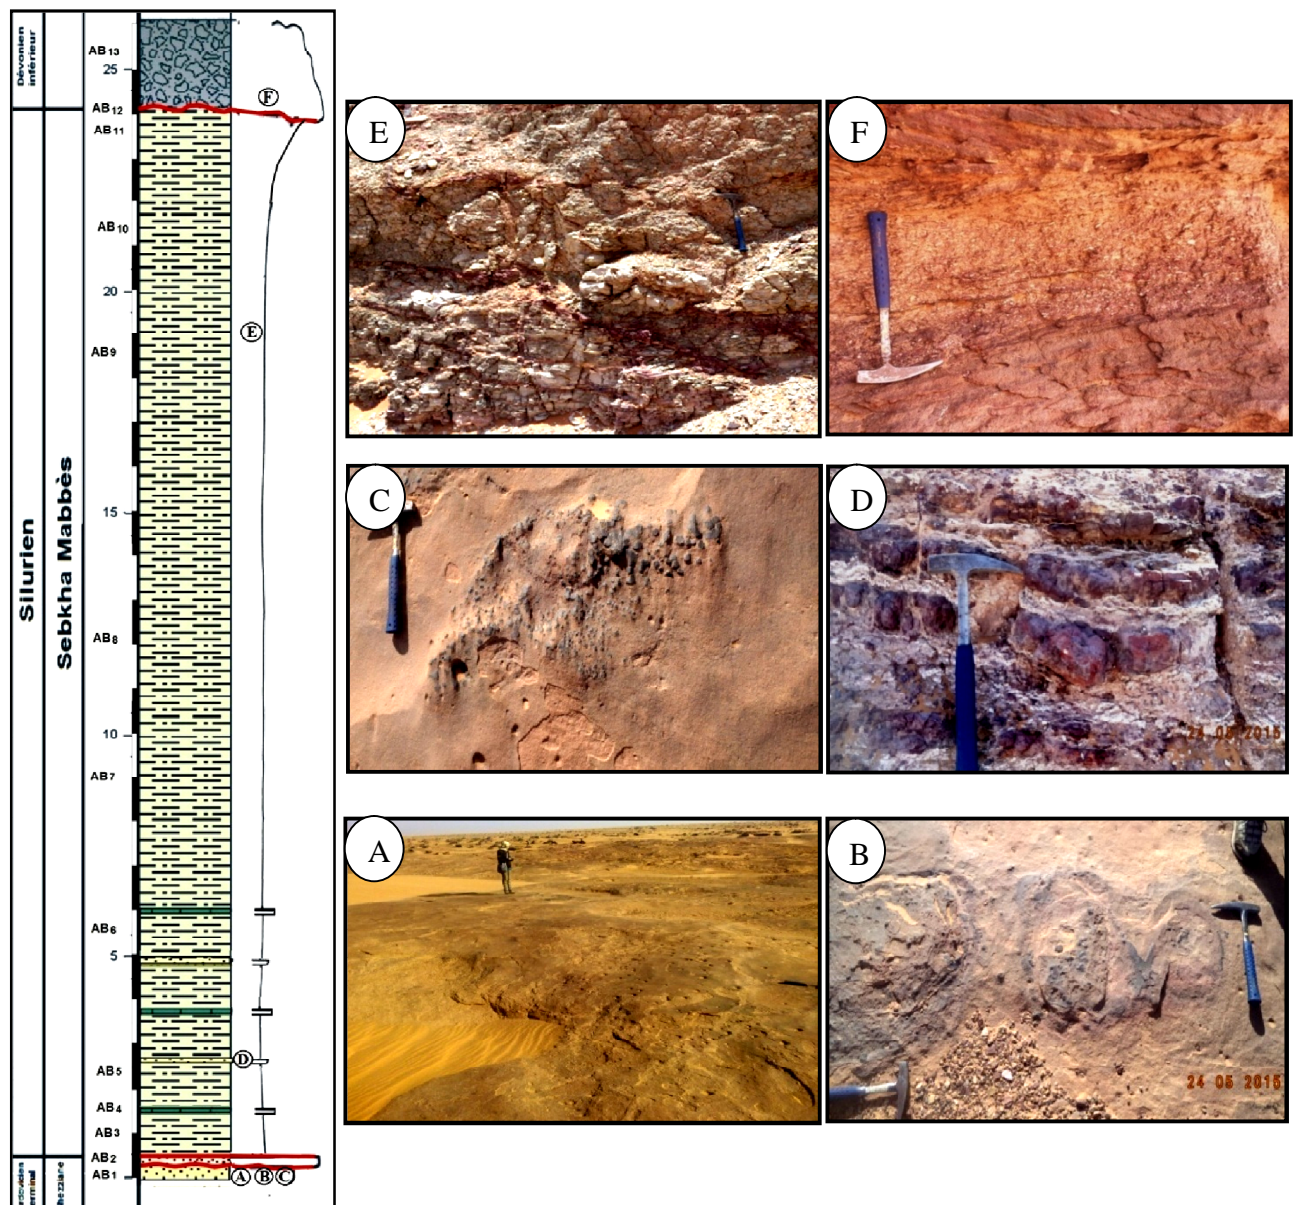 Dévonien
inférieur
Silurien
Sebkha Mabbès
AB13
25
AB12
AB11
AB10
20
AB9
15
AB8
10
AB7
AB6
5
AB5
AB4
AB3
AB2
AB1
F
E
D
A B C
E
F
C
D
24 05 2015
A
B
24 05 2015